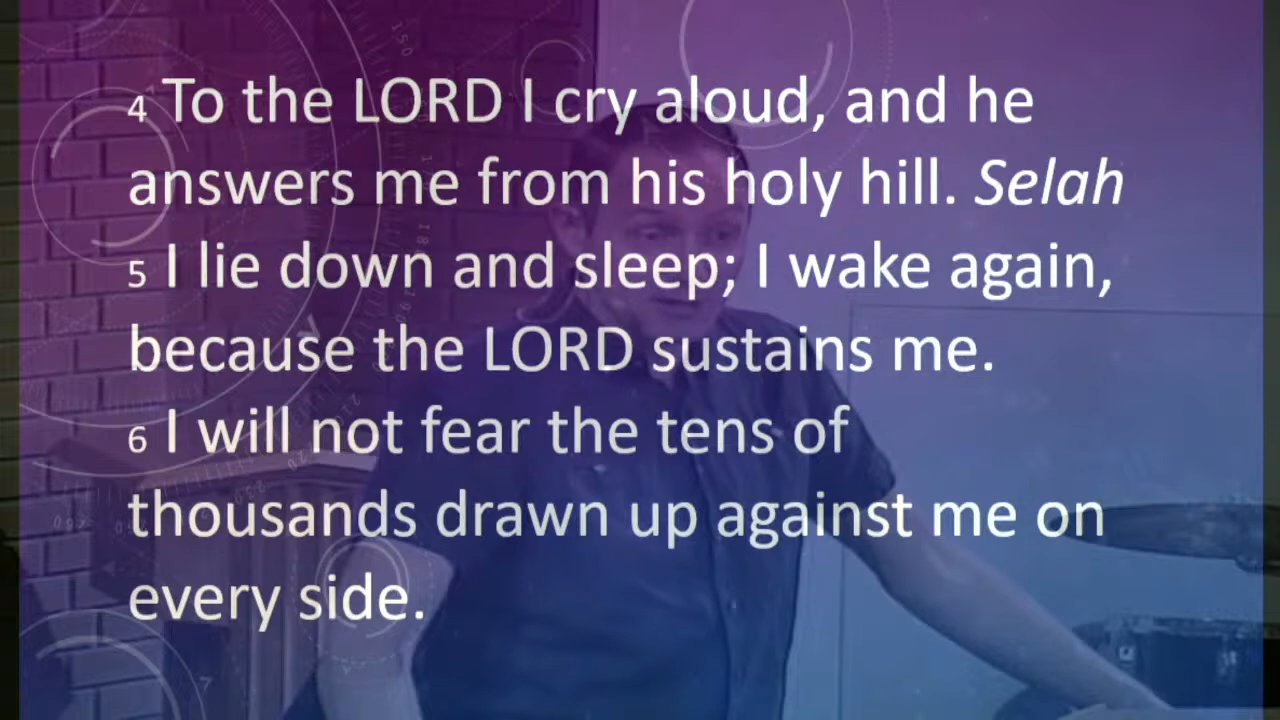 4 To the LORD I cry aloud, and he
answers me from his holy hill. Selah
5 I lie down and sleep; I wake again,
because the LORD sustains me.
6 I will not fear the tens of
thousands drawn up against me on
every side.